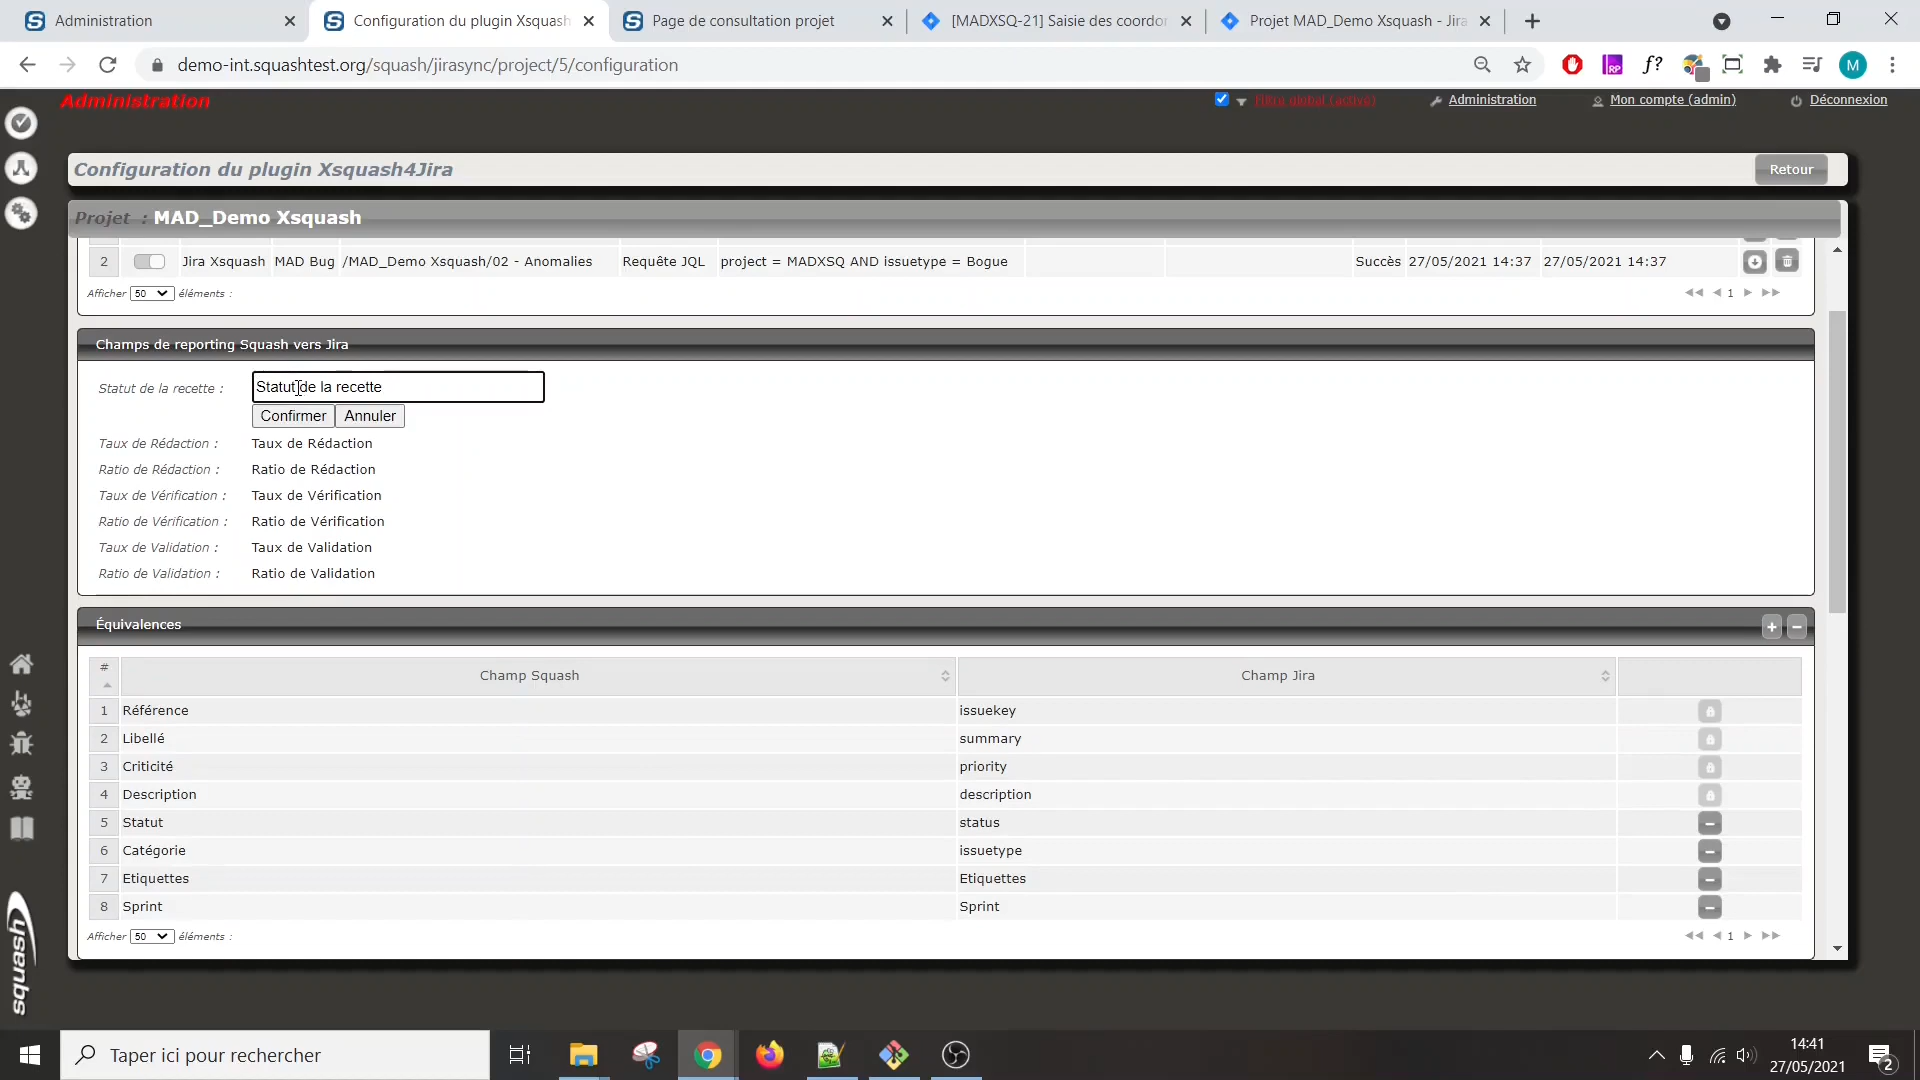 Administration
Configuration du plugin Xsquash
Page de consultation projet
[MADXSQ-21] Saisie des coordor
Projet MAD_Demo Xsquash - Jira
demo-int.squashtest.org/squash/jirasync/project/5/configuration
RP
f?
M
Administration
Filtre global (activé)
Administration
Mon compte (admin)
Déconnexion
Configuration du plugin Xsquash4Jira
Retour
Projet : MAD_Demo Xsquash
2 Jira Xsquash MAD Bug /MAD_Demo Xsquash/02 - Anomalies Requête JQL project = MADXSQ AND issuetype = Bogue Succès 27/05/2021 14:37 27/05/2021 14:37
Afficher 50 éléments :
1
Champs de reporting Squash vers Jira
Statut de la recette : Statut de la recette
Confirmer Annuler
Taux de Rédaction : Taux de Rédaction
Ratio de Rédaction : Ratio de Rédaction
Taux de Vérification : Taux de Vérification
Ratio de Vérification : Ratio de Vérification
Taux de Validation : Taux de Validation
Ratio de Validation : Ratio de Validation
Équivalences
# Champ Squash Champ Jira
1 Référence issuekey
2 Libellé summary
3 Criticité priority
4 Description description
5 Statut status
6 Catégorie issuetype
7 Etiquettes Etiquettes
8 Sprint Sprint
Afficher 50 éléments :
1
squash
Taper ici pour rechercher
14:41
27/05/2021
2